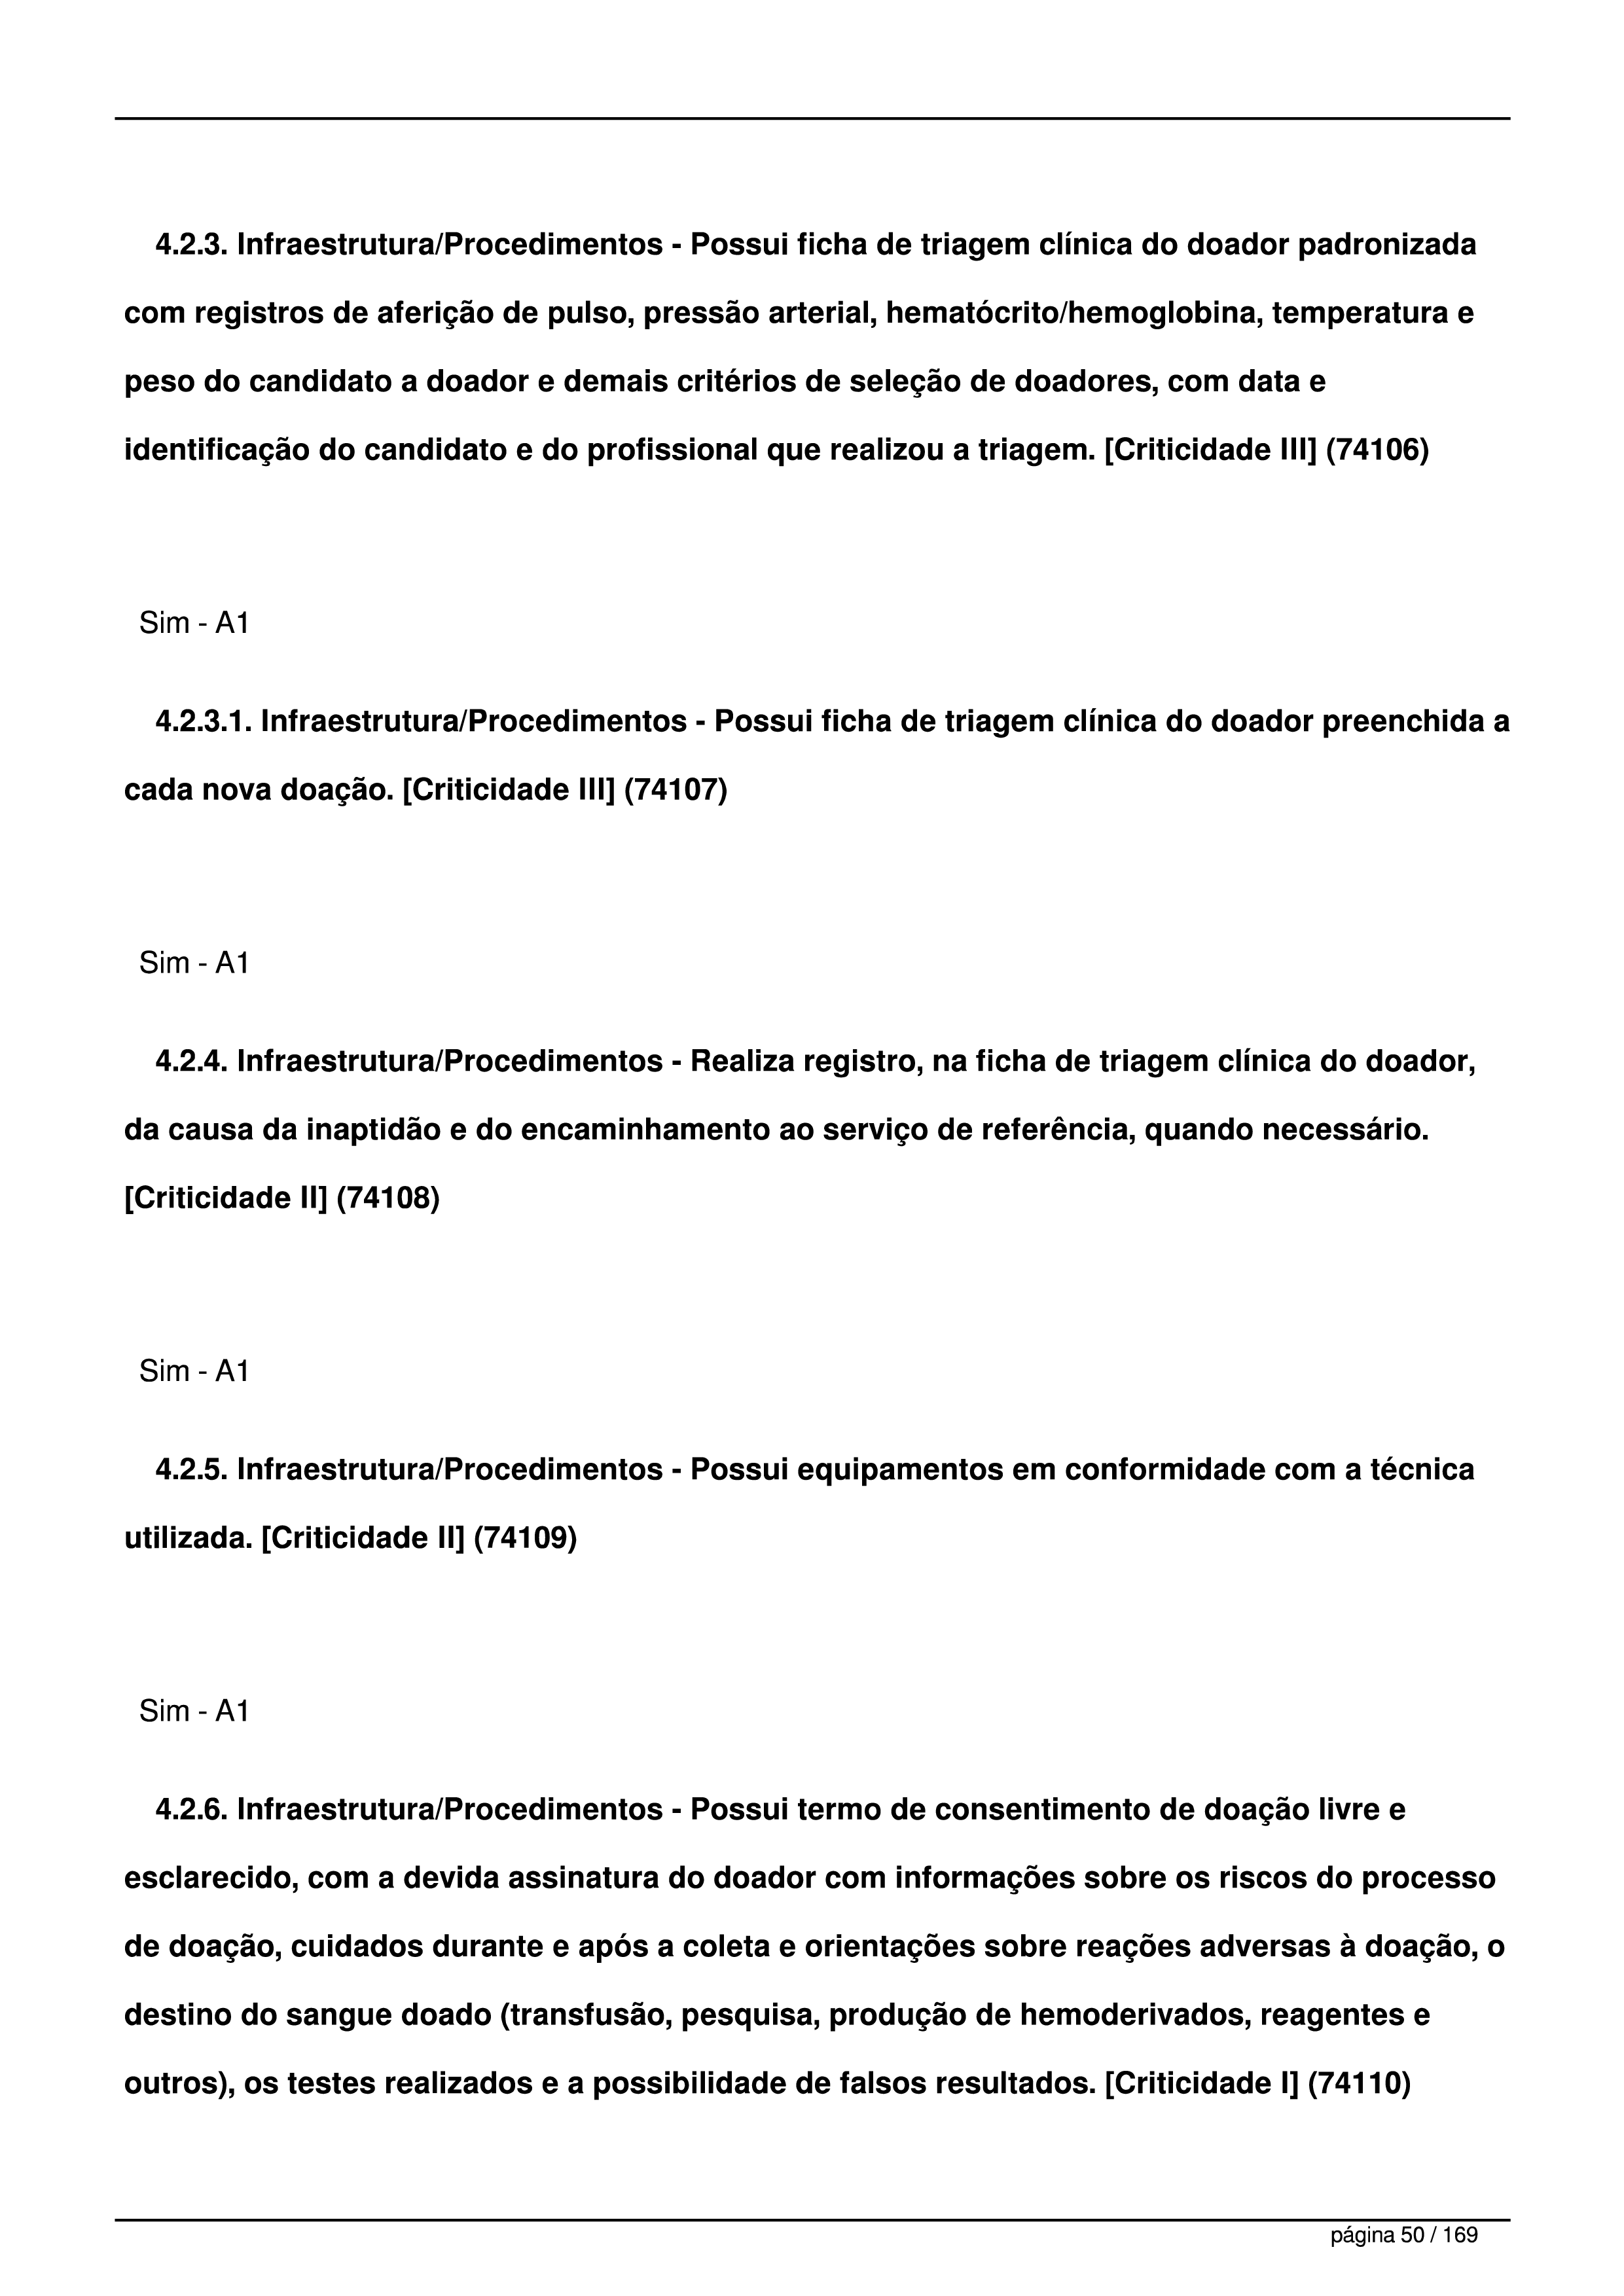 4.2.3. Infraestrutura/Procedimentos - Possui ficha de triagem clínica do doador padronizada
com registros de aferição de pulso, pressão arterial, hematócrito/hemoglobina, temperatura e
peso do candidato a doador e demais critérios de seleção de doadores, com data e
identificação do candidato e do profissional que realizou a triagem. [Criticidade III] (74106)
Sim - A1
4.2.3.1. Infraestrutura/Procedimentos - Possui ficha de triagem clínica do doador preenchida a
cada nova doação. [Criticidade III] (74107)
Sim - A1
4.2.4. Infraestrutura/Procedimentos - Realiza registro, na ficha de triagem clínica do doador,
da causa da inaptidão e do encaminhamento ao serviço de referência, quando necessário.
[Criticidade II] (74108)
Sim - A1
4.2.5. Infraestrutura/Procedimentos - Possui equipamentos em conformidade com a técnica
utilizada. [Criticidade II] (74109)
Sim - A1
4.2.6. Infraestrutura/Procedimentos - Possui termo de consentimento de doação livre e
esclarecido, com a devida assinatura do doador com informações sobre os riscos do processo
de doação, cuidados durante e após a coleta e orientações sobre reações adversas à doação, o
destino do sangue doado (transfusão, pesquisa, produção de hemoderivados, reagentes e
outros), os testes realizados e a possibilidade de falsos resultados. [Criticidade I] (74110)
página 50 / 169